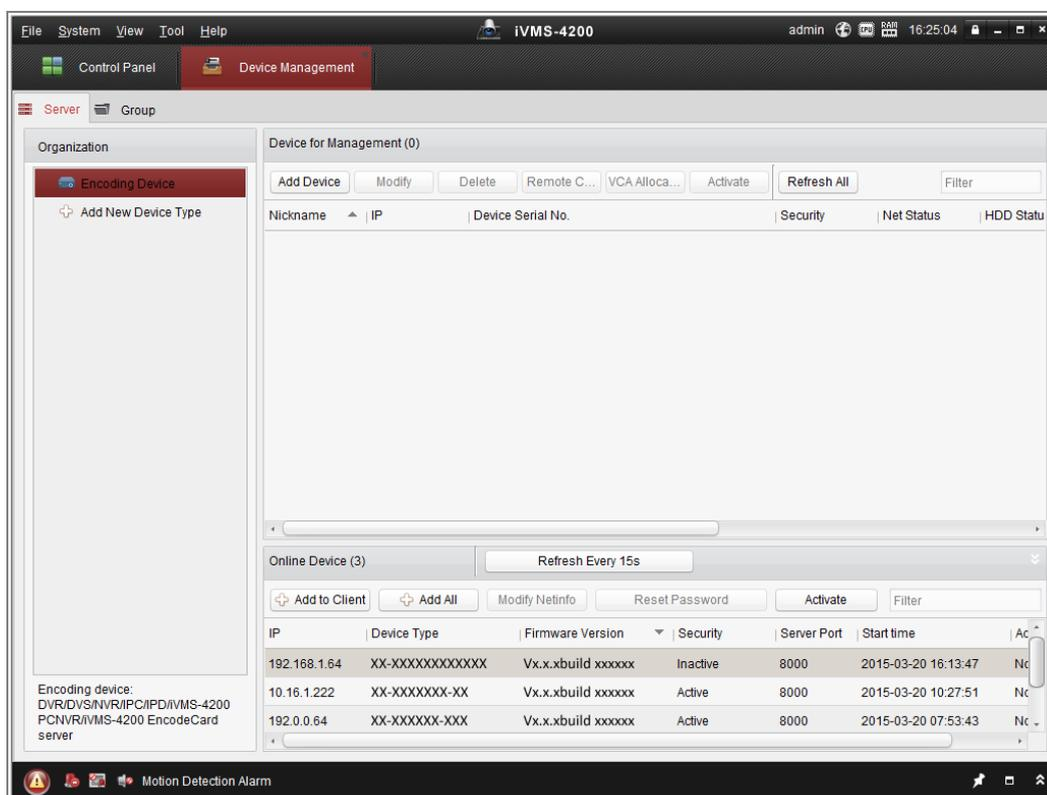 File System View Tool Help iVMS-4200 admin CPU RAM 16:25:04
Control Panel Device Management
Server Group
Organization
Encoding Device
Add New Device Type
Encoding device:
DVR/DVS/NVR/IPC/IPD/iVMS-4200
PCNVR/iVMS-4200 EncodeCard
server
Device for Management (0)
Add Device Modify Delete Remote C... VCA Alloca... Activate Refresh All Filter
Nickname IP Device Serial No. Security Net Status HDD Statu
Online Device (3) Refresh Every 15s
Add to Client Add All Modify Netinfo Reset Password Activate Filter
IP Device Type Firmware Version Security Server Port Start time Ad
192.168.1.64 XX-XXXXXXXXXXXX Vx.x.xbuild xxxxxx Inactive 8000 2015-03-20 16:13:47 No
10.16.1.222 XX-XXXXXXX-XX Vx.x.xbuild xxxxxx Active 8000 2015-03-20 10:27:51 No
192.0.0.64 XX-XXXXXX-XXX Vx.x.xbuild xxxxxx Active 8000 2015-03-20 07:53:43 No
Motion Detection Alarm